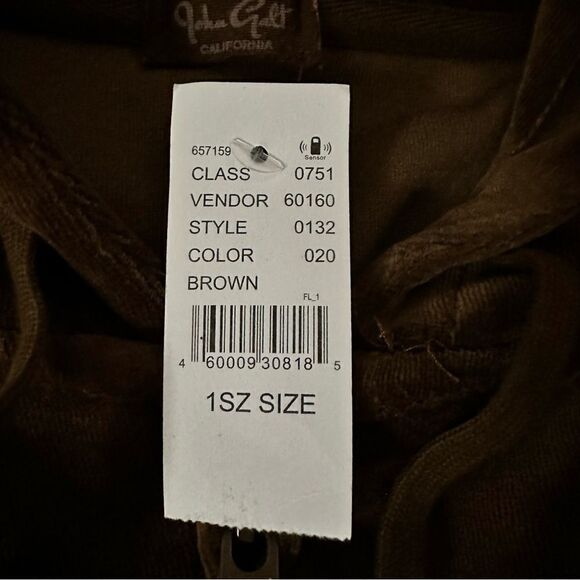 John Galt
CALIFORNIA
657159
Sensor
CLASS 0751
VENDOR 60160
STYLE 0132
COLOR 020
BROWN
FL_1
4 60009 30818 5
1SZ SIZE